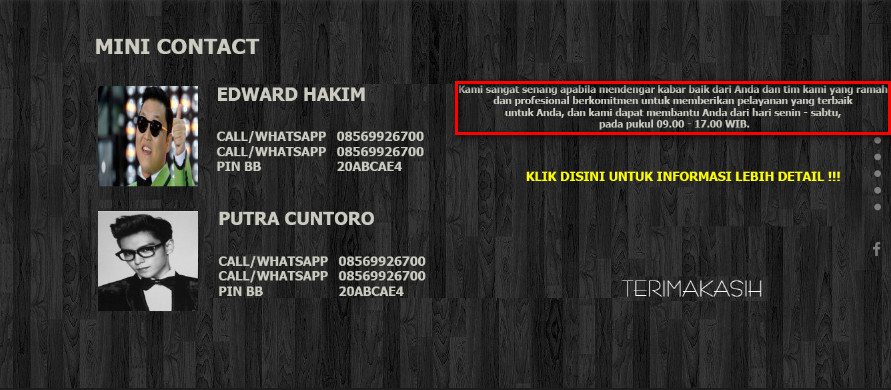 MINI CONTACT
EDWARD HAKIM
CALL/WHATSAPP 08569926700
CALL/WHATSAPP 08569926700
PIN BB 20ABCAE4
PUTRA CUNTORO
CALL/WHATSAPP 08569926700
CALL/WHATSAPP 08569926700
PIN BB 20ABCAE4
Kami sangat senang apabila mendengar kabar baik dari Anda dan tim kami yang ramah
dan profesional berkomitmen untuk memberikan pelayanan yang terbaik
untuk Anda, dan kami dapat membantu Anda dari hari senin - sabtu,
pada pukul 09.00 - 17.00 WIB.
KLIK DISINI UNTUK INFORMASI LEBIH DETAIL !!!
TERIMAKASIH